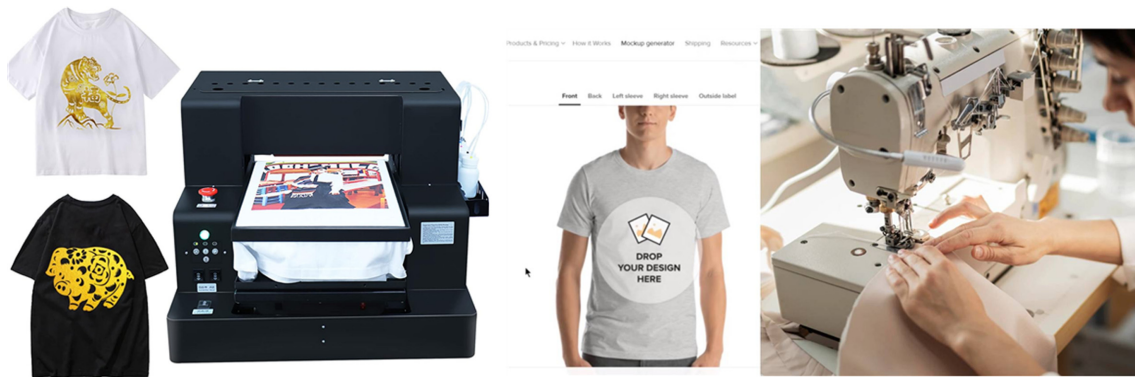 Products & Pricing
How it Works
Mockup generator
Shipping
Resources
Front
Back
Left sleeve
Right sleeve
Outside label
DROP
YOUR DESIGN
HERE